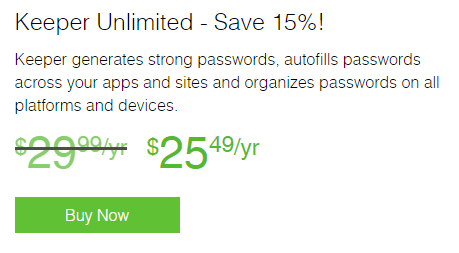 Keeper Unlimited - Save 15%!
Keeper generates strong passwords, autofills passwords
across your apps and sites and organizes passwords on all
platforms and devices.
$29⁹⁹/yr $25⁴⁹/yr
Buy Now